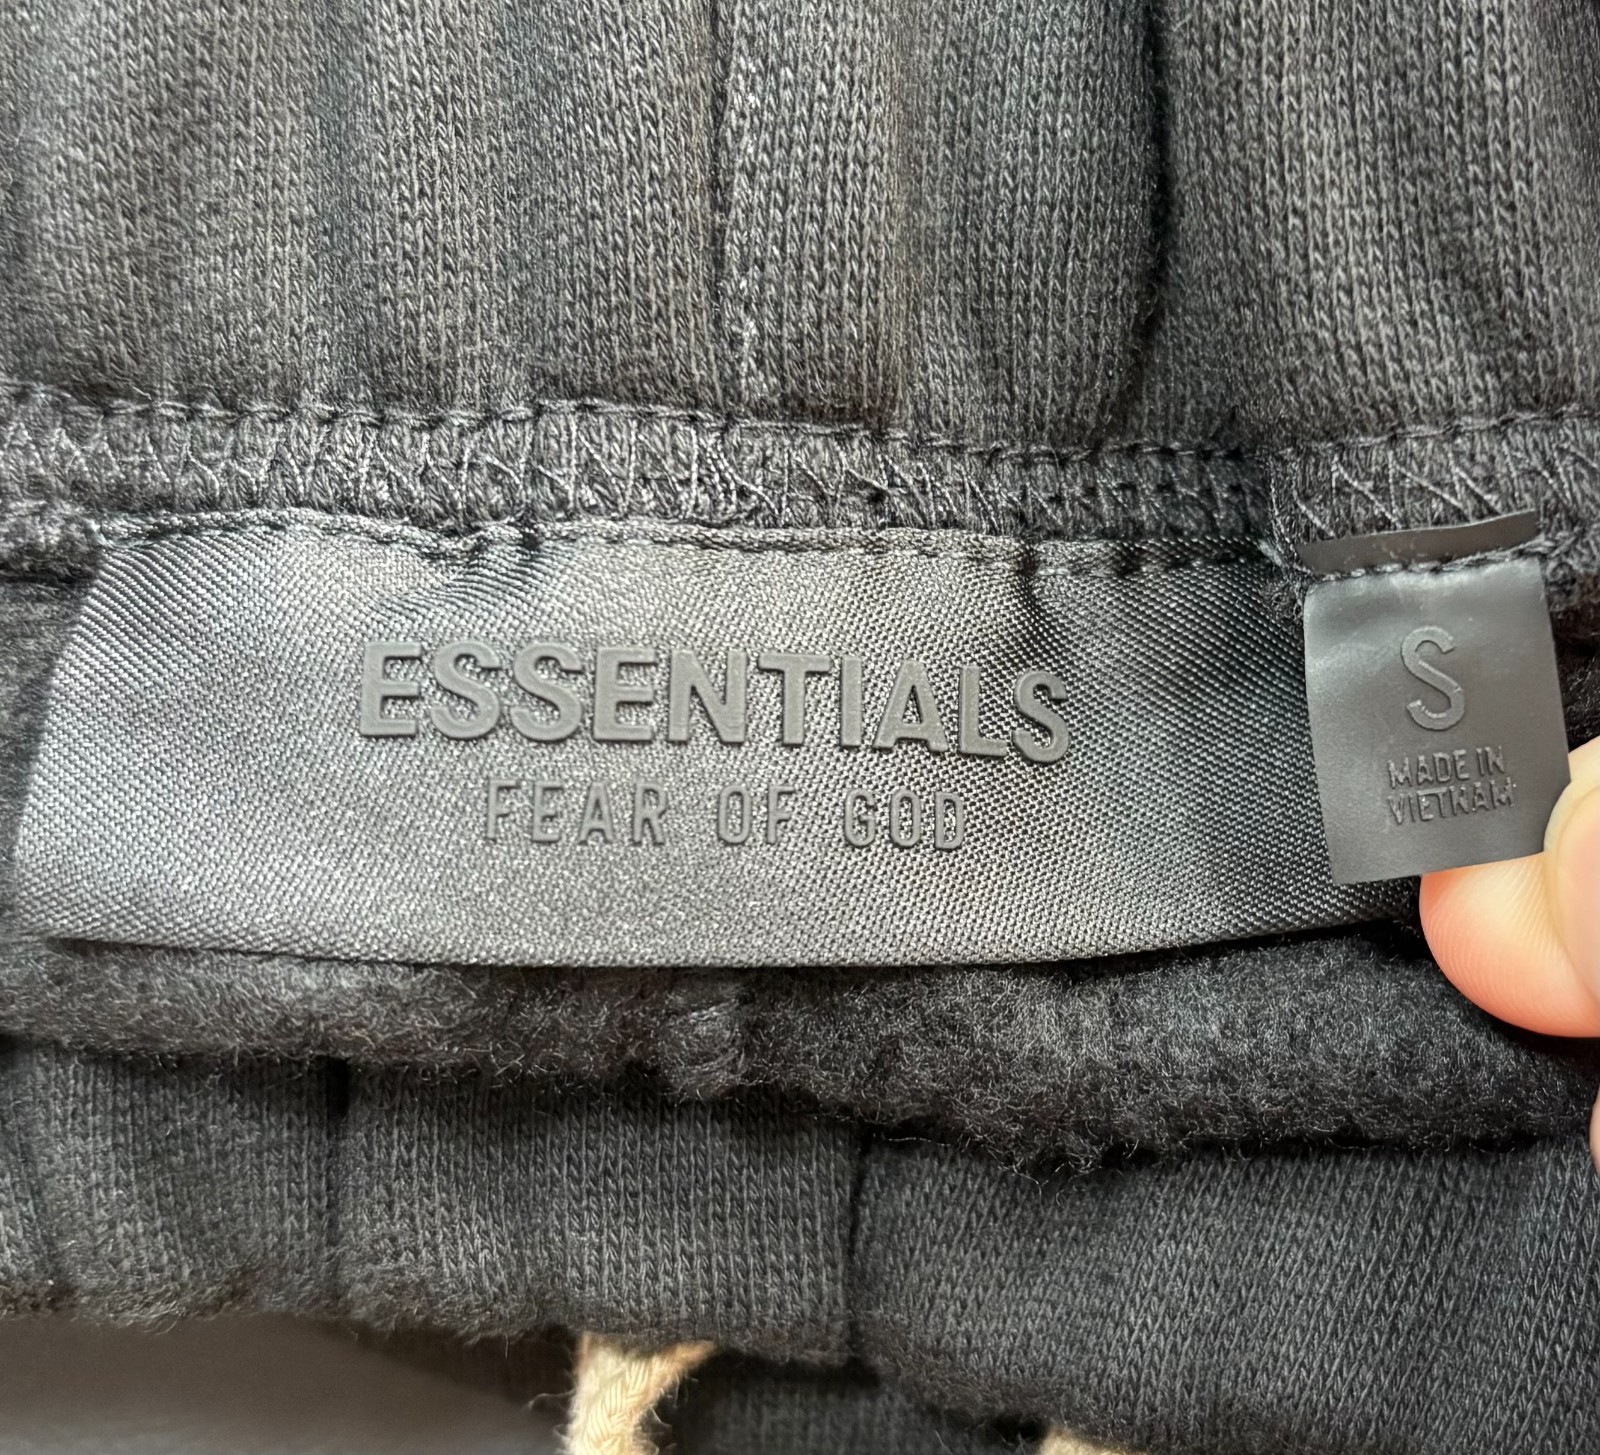 ESSENTIALS
FEAR OF GOD
S
MADE IN
VIETNAM